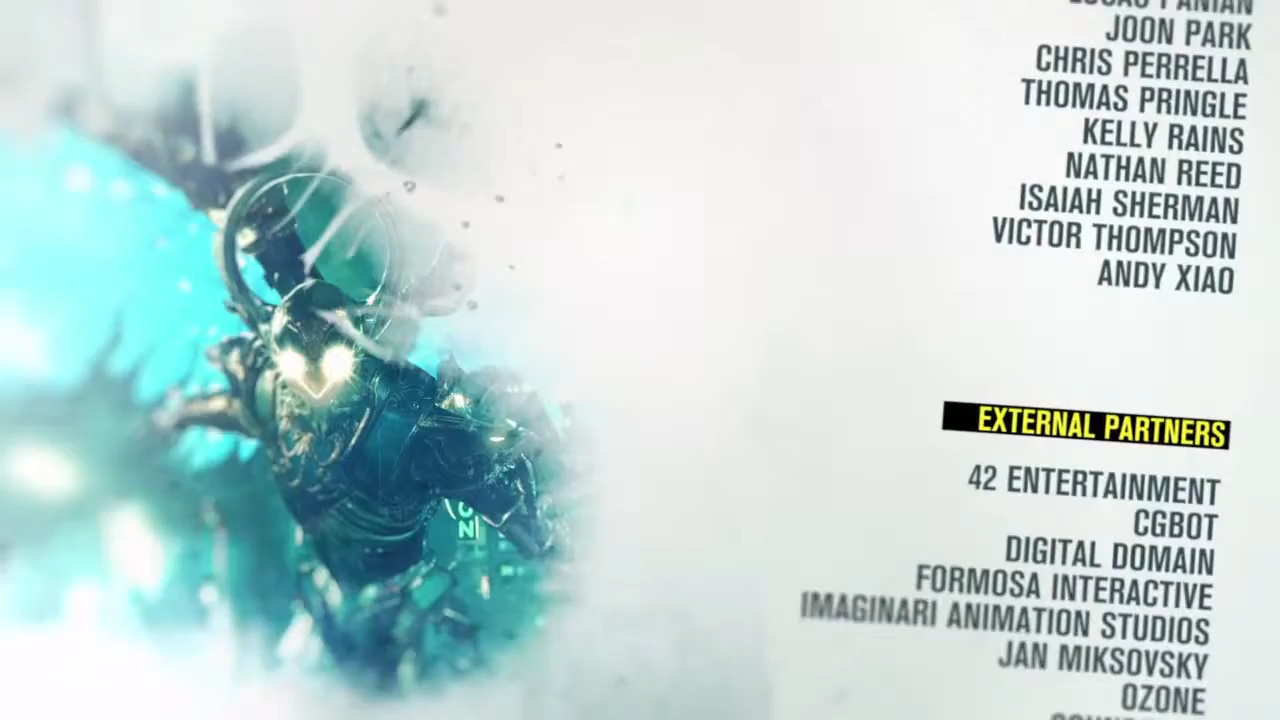 PANIAN
JOON PARK
CHRIS PERRELLA
THOMAS PRINGLE
KELLY RAINS
NATHAN REED
ISAIAH SHERMAN
VICTOR THOMPSON
ANDY XIAO
EXTERNAL PARTNERS
42 ENTERTAINMENT
CGBOT
DIGITAL DOMAIN
FORMOSA INTERACTIVE
IMAGINARI ANIMATION STUDIOS
JAN MIKSOVSKY
OZONE